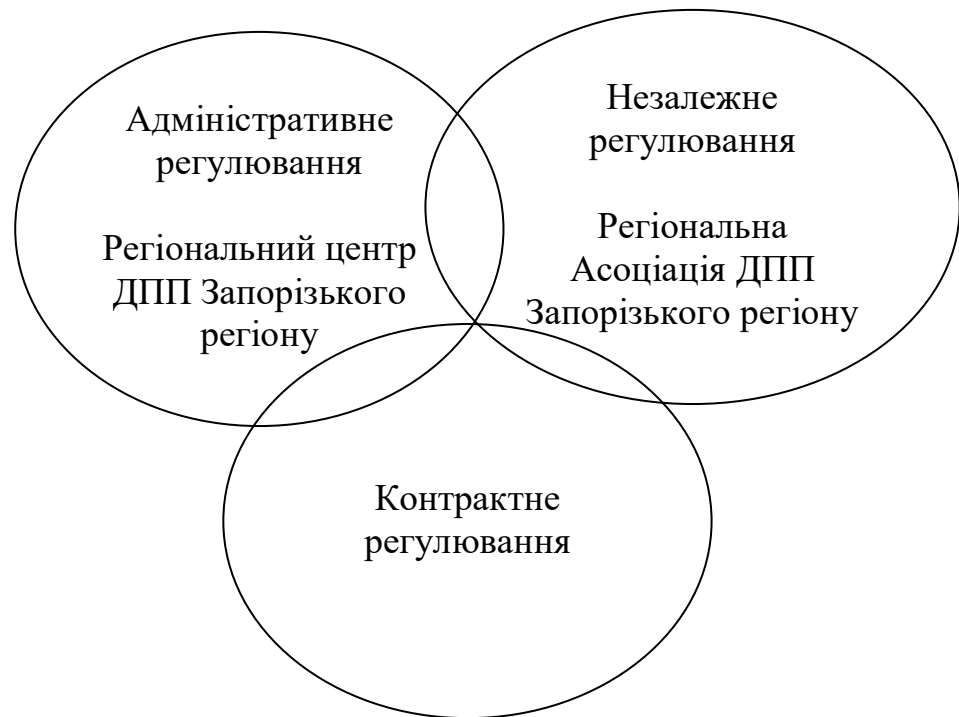 Адміністративне
регулювання
Регіональний центр
ДПП Запорізького
регіону
Незалежне
регулювання
Регіональна
Асоціація ДПП
Запорізького регіону
Контрактне
регулювання